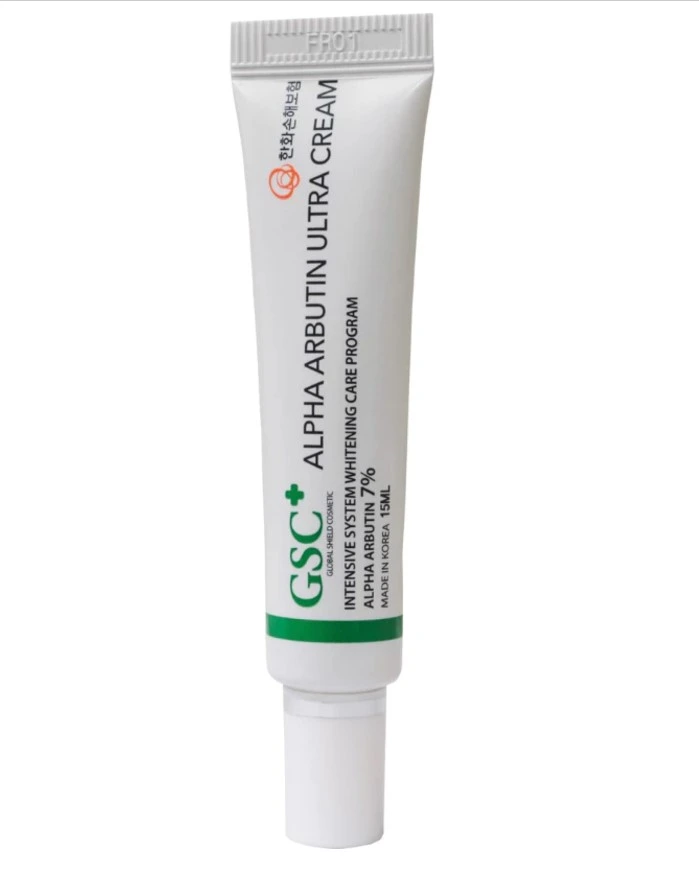 FR01
한화손해보험
ALPHA ARBUTIN ULTRA CREAM
GSC
GLOBAL SHIELD COSMETIC
INTENSIVE SYSTEM WHITENING CARE PROGRAM
ALPHA ARBUTIN 7%
MADE IN KOREA 15ML